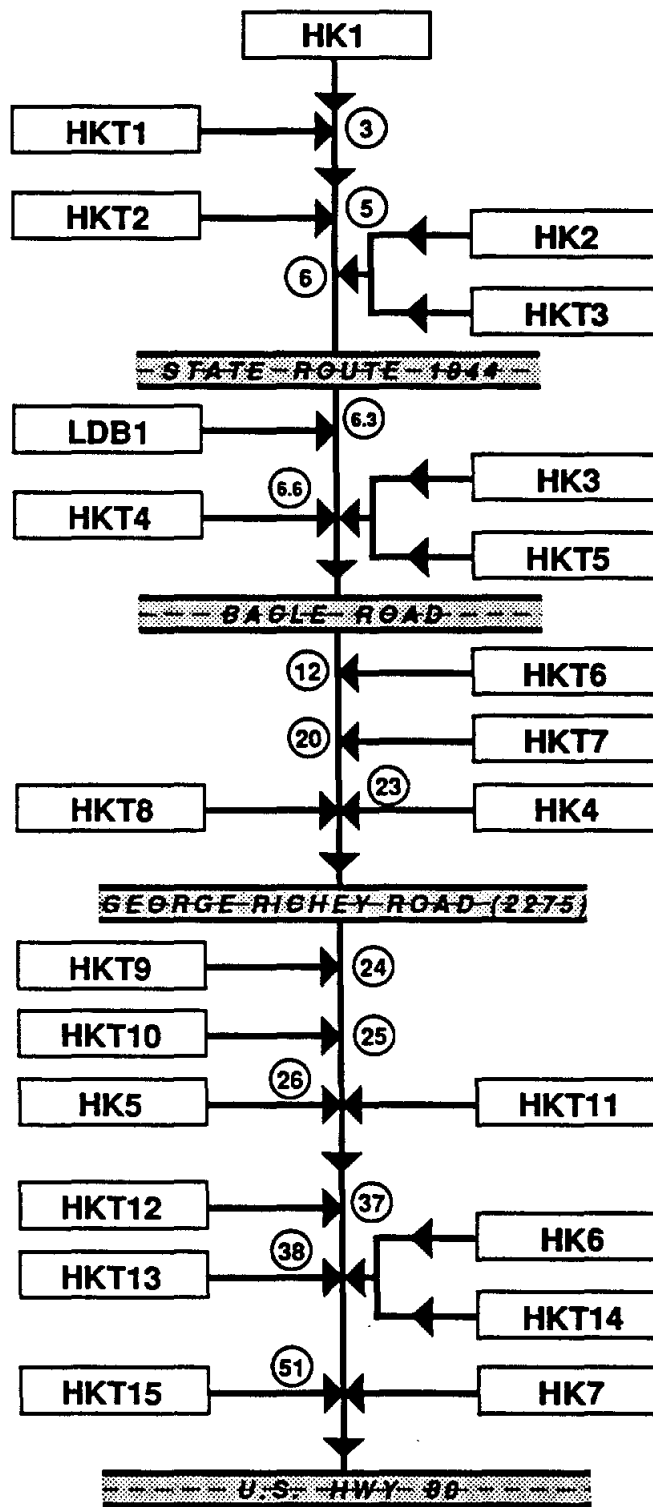 HK1
HKT1
3
HKT2
5
HK2
6
HKT3
STATE ROUTE 1844
LDB1
6.3
6.6
HK3
HKT4
HKT5
BAGLE ROAD
12
HKT6
20
HKT7
HKT8
23
HK4
GEORGE RICHEY ROAD (2275)
HKT9
24
HKT10
25
HK5
26
HKT11
HKT12
37
HK6
HKT13
38
HKT14
HKT15
51
HK7
U.S. HWY